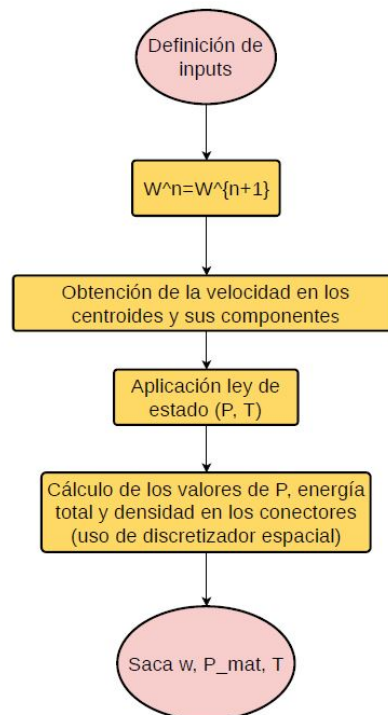 Definición de
inputs
W^n=W^{n+1}
Obtención de la velocidad en los
centroides y sus componentes
Aplicación ley de
estado (P, T)
Cálculo de los valores de P, energía
total y densidad en los conectores
(uso de discretizador espacial)
Saca w, P_mat, T